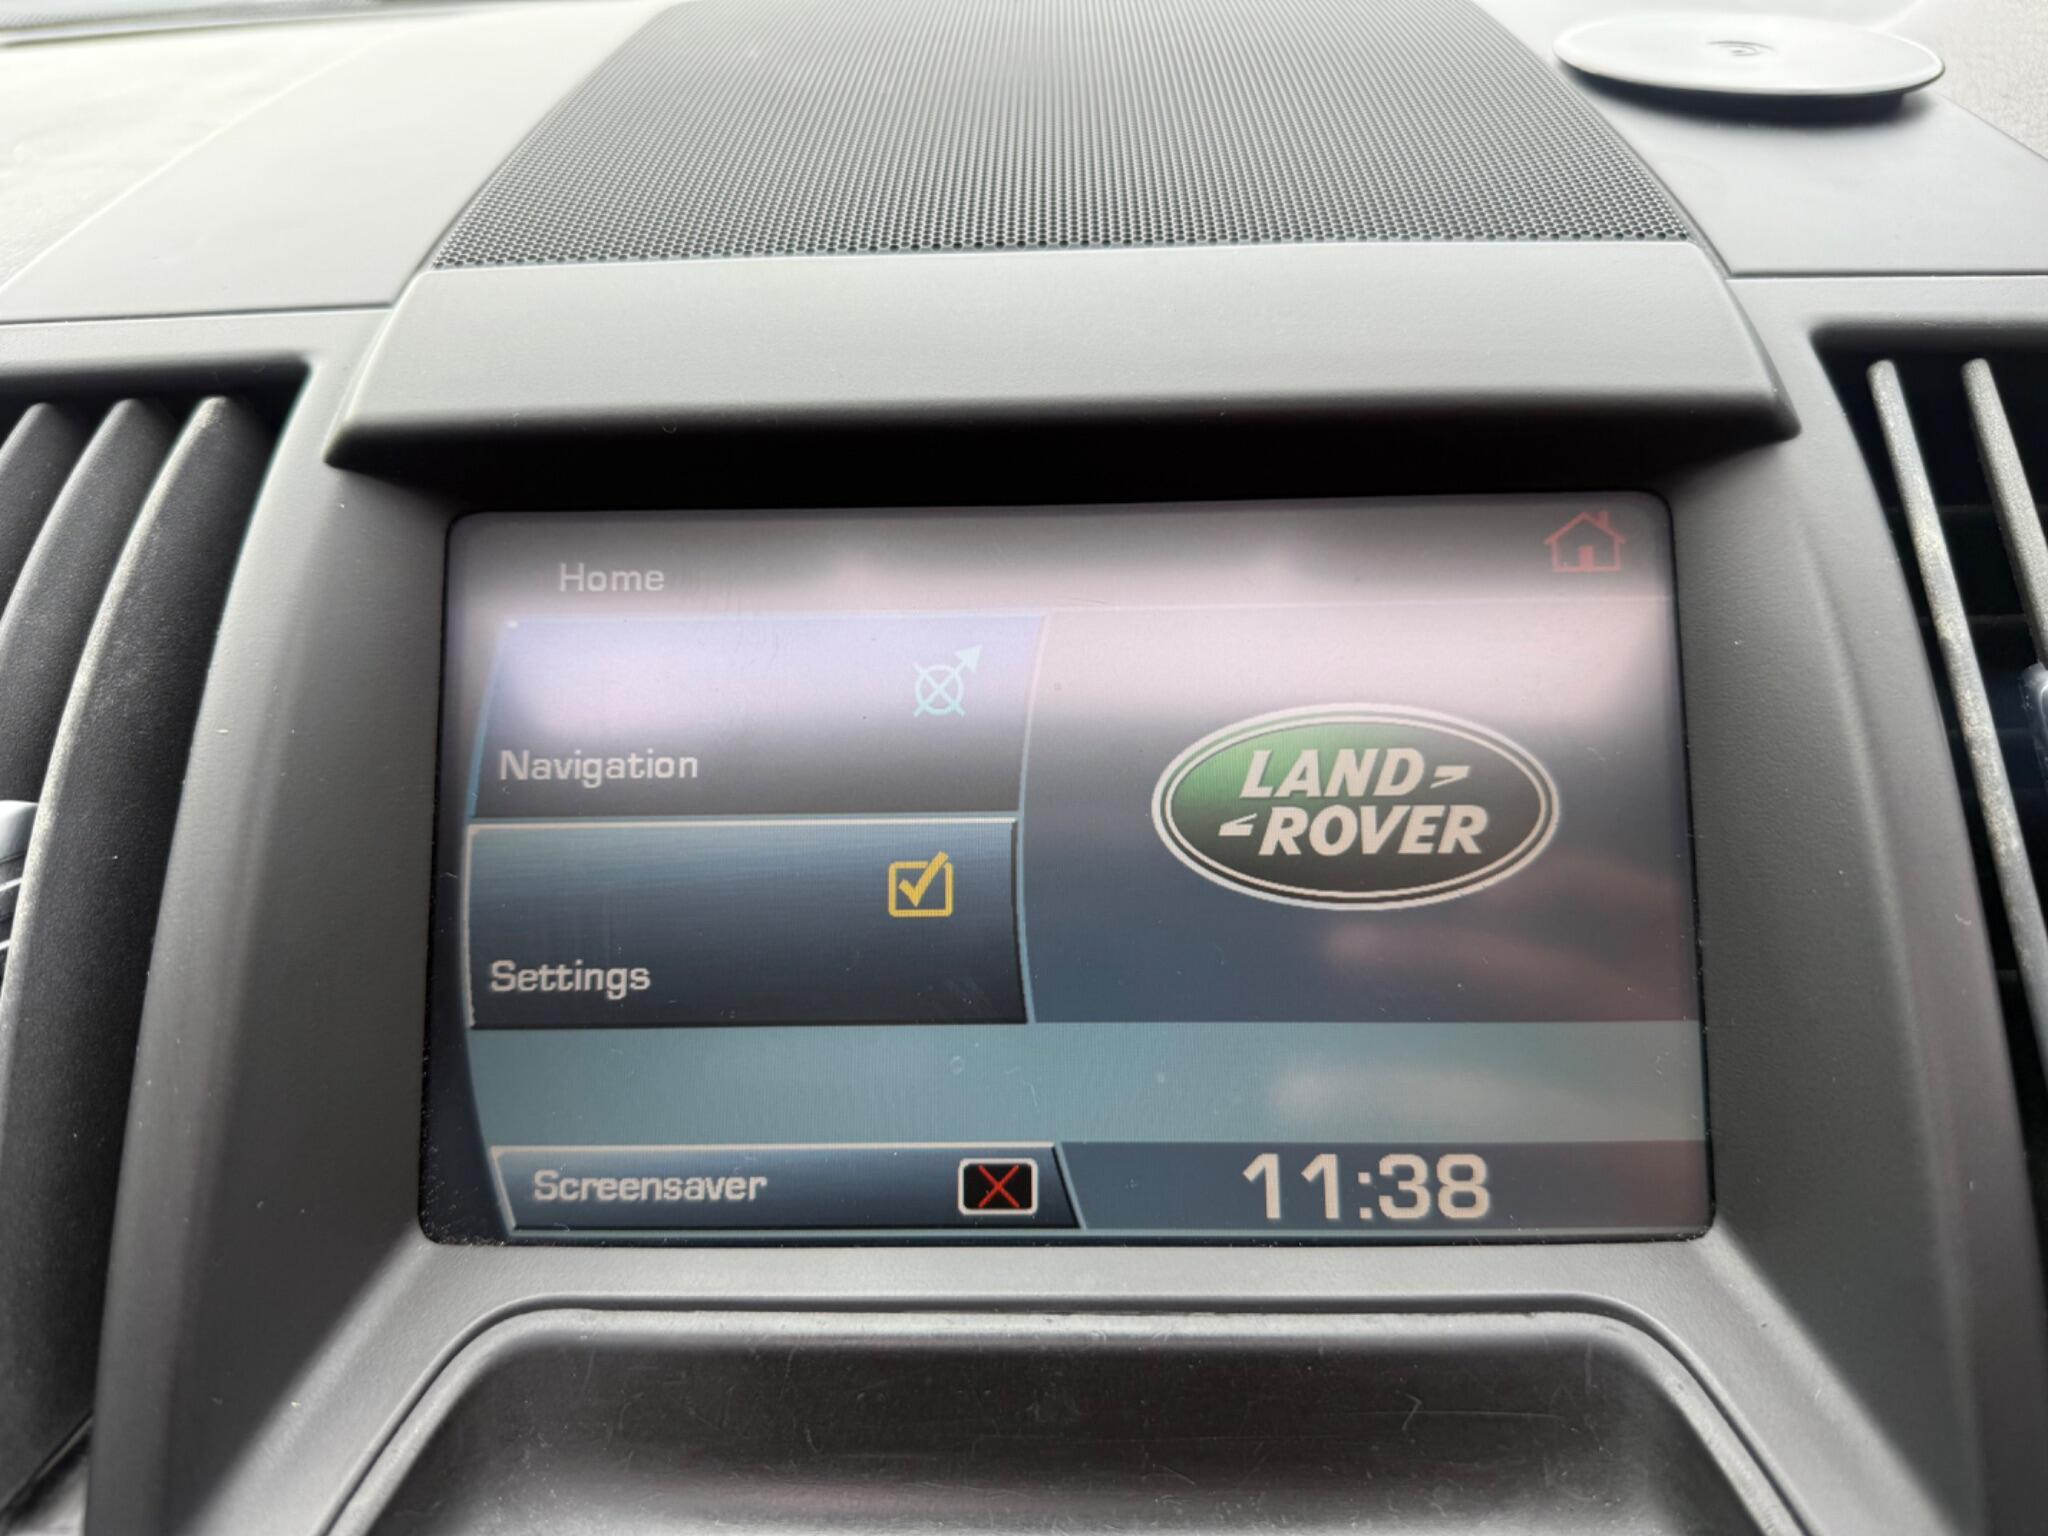 Home
Navigation
LAND
ROVER
Settings
Screensaver
11:38